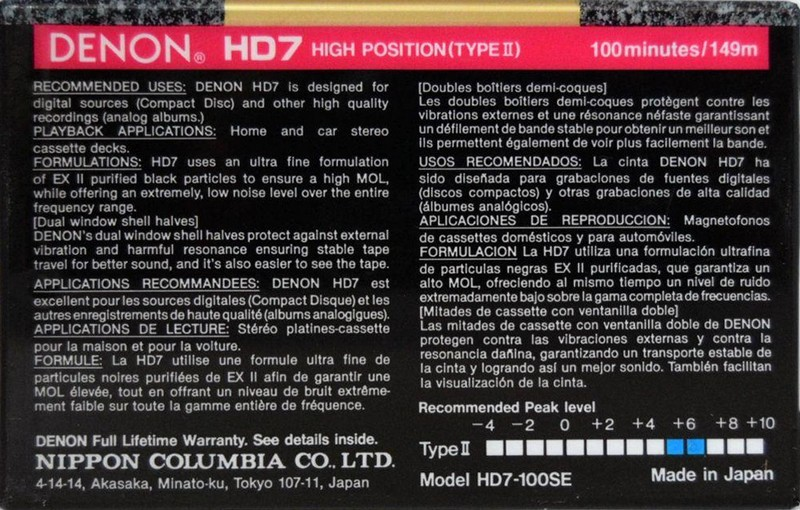 DENON® HD7 HIGH POSITION (TYPE II) 100minutes/149m
RECOMMENDED USES: DENON HD7 is designed for
digital sources (Compact Disc) and other high quality
recordings (analog albums.)
PLAYBACK APPLICATIONS: Home and car stereo
cassette decks.
FORMULATIONS: HD7 uses an ultra fine formulation
of EX II purified black particles to ensure a high MOL,
while offering an extremely, low noise level over the entire
frequency range.
[Dual window shell halves]
DENON's dual window shell halves protect against external
vibration and harmful resonance ensuring stable tape
travel for better sound, and it's also easier to see the tape.
APPLICATIONS RECOMMANDEES: DENON HD7 est
excellent pour les sources digitales (Compact Disque) et les
autres enregistrements de haute qualité (albums analogigues).
APPLICATIONS DE LECTURE: Stéréo platines-cassette
pour la maison et pour la voiture.
FORMULE: La HD7 utilise une formule ultra fine de
particules noires purifiées de EX II afin de garantir une
MOL élevée, tout en offrant un niveau de bruit extrême-
ment faible sur toute la gamme entière de fréquence.
DENON Full Lifetime Warranty. See details inside.
NIPPON COLUMBIA CO., LTD.
4-14-14, Akasaka, Minato-ku, Tokyo 107-11, Japan
[Doubles boîtiers demi-coques]
Les doubles boîtiers demi-coques protègent contre les
vibrations externes et une résonance néfaste garantissant
un défilement de bande stable pour obtenir un meilleur son et
ils permettent également de voir plus facilement la bande.
USOS RECOMENDADOS: La cinta DENON HD7 ha
sido diseñada para grabaciones de fuentes digitales
(discos compactos) y otras grabaciones de alta calidad
(álbumes analógicos).
APLICACIONES DE REPRODUCCION: Magnetofonos
de cassettes domésticos y para automóviles.
FORMULACION La HD7 utiliza una formulación ultrafina
de particulas negras EX II purificadas, que garantiza un
alto MOL, ofreciendo al mismo tiempo un nivel de ruido
extremadamente bajo sobre la gama completa de frecuencias.
[Mitades de cassette con ventanilla doble]
Las mitades de cassette con ventanilla doble de DENON
protegen contra las vibraciones externas y contra la
resonancia dañina, garantizando un transporte estable de
la cinta y logrando así un mejor sonido. También facilitan
la visualización de la cinta.
Recommended Peak level
-4 -2 0 +2 +4 +6 +8 +10
Type II
Model HD7-100SE Made in Japan